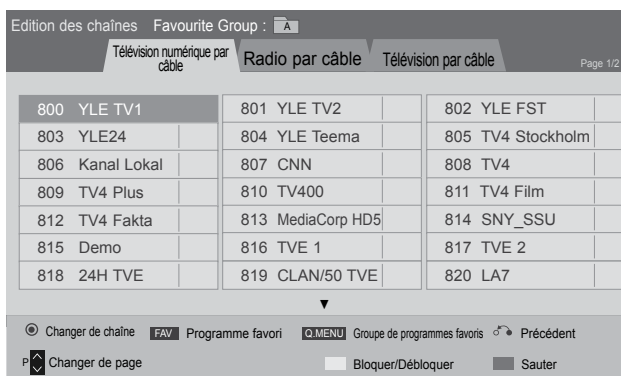 Edition des chaînes Favourite Group : A
Télévision numérique par câble Radio par câble Télévision par câble Page 1/2
800 YLE TV1 801 YLE TV2 802 YLE FST
803 YLE24 804 YLE Teema 805 TV4 Stockholm
806 Kanal Lokal 807 CNN 808 TV4
809 TV4 Plus 810 TV400 811 TV4 Film
812 TV4 Fakta 813 MediaCorp HD5 814 SNY_SSU
815 Demo 816 TVE 1 817 TVE 2
818 24H TVE 819 CLAN/50 TVE 820 LA7
Changer de chaîne FAV Programme favori Q.MENU Groupe de programmes favoris Précédent
P Changer de page Bloquer/Débloquer Sauter